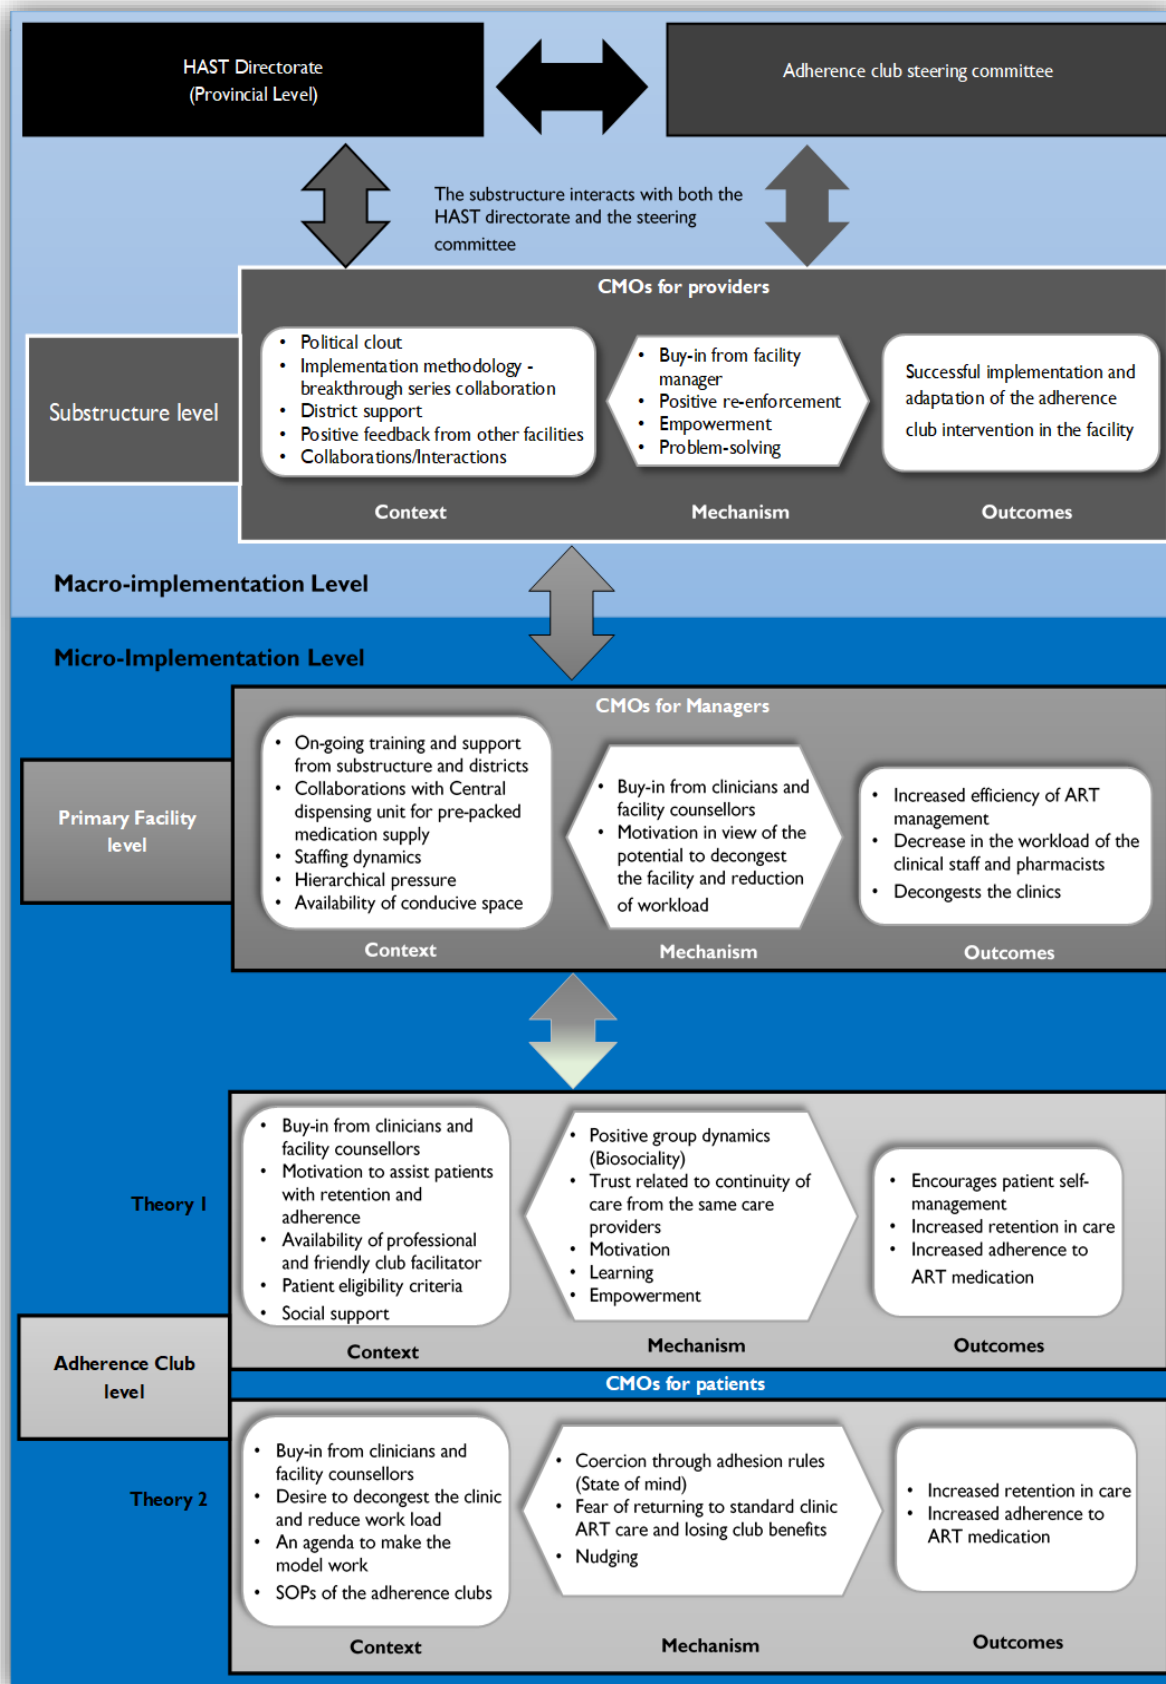 HAST Directorate
(Provincial Level)
Adherence club steering committee
The substructure interacts with both the
HAST directorate and the steering
committee
CMOs for providers
Substructure level
• Political clout
• Implementation methodology -
breakthrough series collaboration
• District support
• Positive feedback from other facilities
• Collaborations/Interactions
• Buy-in from facility
manager
• Positive re-enforcement
• Empowerment
• Problem-solving
Successful implementation and
adaptation of the adherence
club intervention in the facility
Context
Mechanism
Outcomes
Macro-implementation Level
Micro-Implementation Level
CMOs for Managers
Primary Facility
level
• On-going training and support
from substructure and districts
• Collaborations with Central
dispensing unit for pre-packed
medication supply
• Staffing dynamics
• Hierarchical pressure
• Availability of conducive space
• Buy-in from clinicians and
facility counsellors
• Motivation in view of the
potential to decongest
the facility and reduction
of workload
• Increased efficiency of ART
management
• Decrease in the workload of the
clinical staff and pharmacists
• Decongests the clinics
Context
Mechanism
Outcomes
Theory 1
• Buy-in from clinicians and
facility counsellors
• Motivation to assist patients
with retention and
adherence
• Availability of professional
and friendly club facilitator
• Patient eligibility criteria
• Social support
• Positive group dynamics
(Biosociality)
• Trust related to continuity of
care from the same care
providers
• Motivation
• Learning
• Empowerment
• Encourages patient self-
management
• Increased retention in care
• Increased adherence to
ART medication
Context
Mechanism
Outcomes
Adherence Club
level
CMOs for patients
Theory 2
• Buy-in from clinicians and
facility counsellors
• Desire to decongest the clinic
and reduce work load
• An agenda to make the
model work
• SOPs of the adherence clubs
• Coercion through adhesion rules
(State of mind)
• Fear of returning to standard clinic
ART care and losing club benefits
• Nudging
• Increased retention in care
• Increased adherence to
ART medication
Context
Mechanism
Outcomes